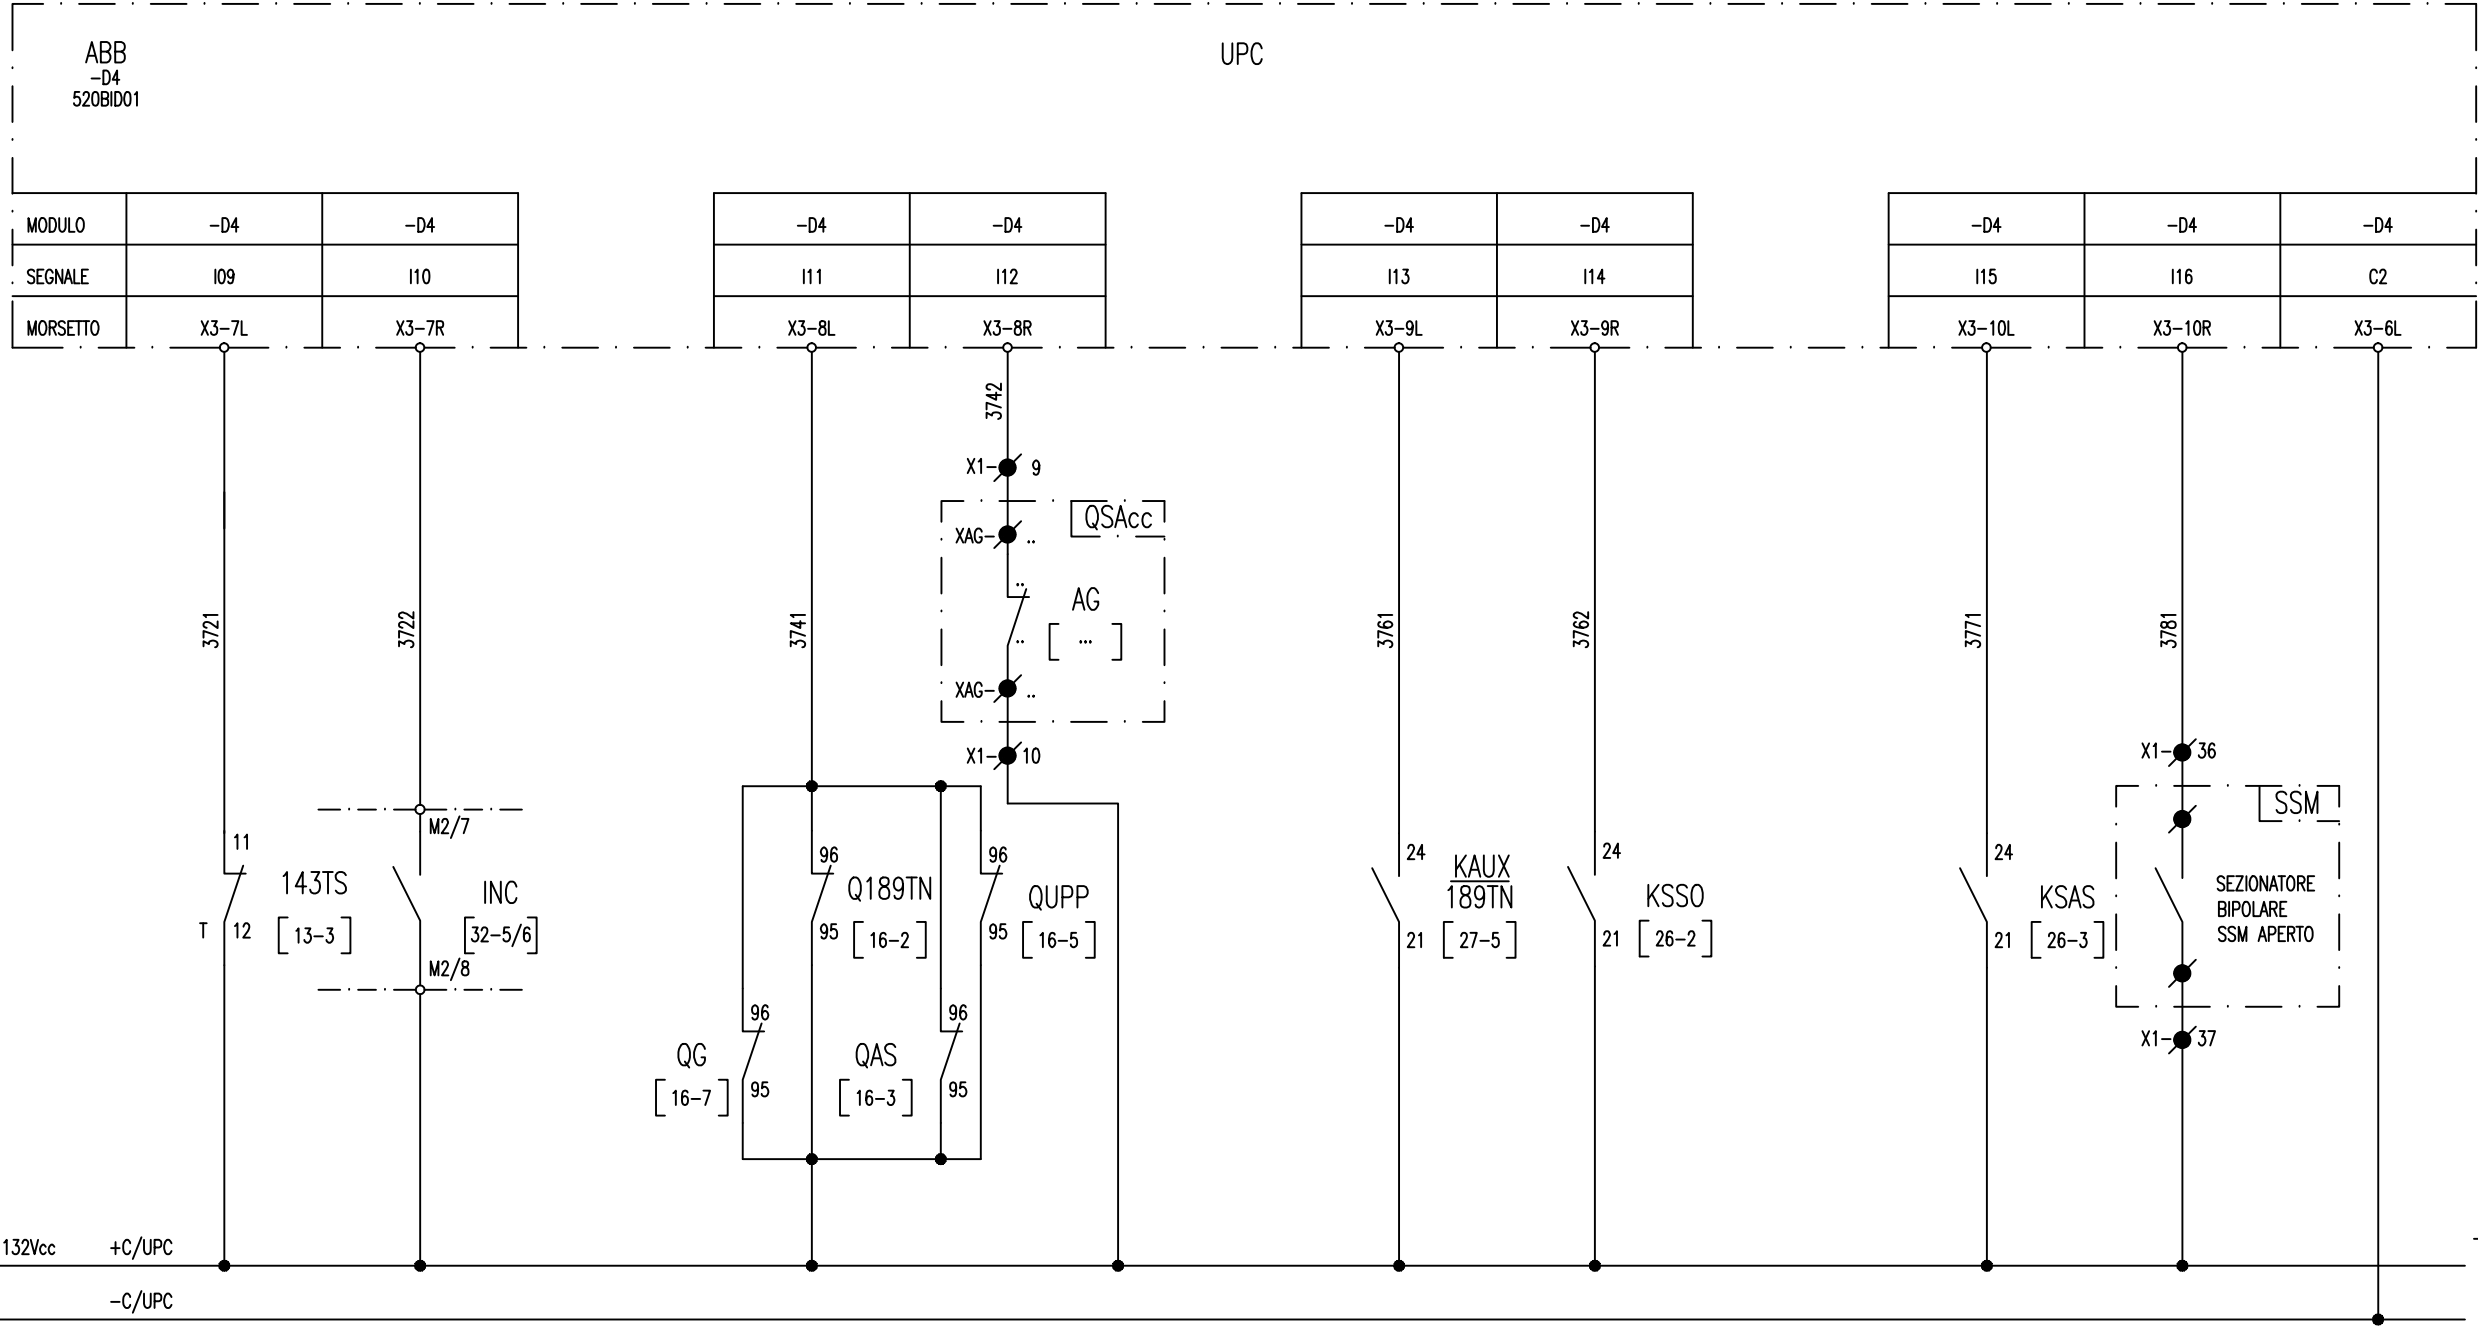 ABB
-D4
520BID01
UPC
MODULO -D4 -D4 -D4 -D4 -D4 -D4 -D4 -D4 -D4
SEGNALE I09 I10 I11 I12 I13 I14 I15 I16 C2
MORSETTO X3-7L X3-7R X3-8L X3-8R X3-9L X3-9R X3-10L X3-10R X3-6L
3742
X1- 9
QSAcc
XAG- ..
..
AG
3721 3722 3741 .. [ ... ] 3761 3762 3771 3781
XAG- ..
X1- 10
X1- 36
SSM
M2/7
11
143TS
T 12
[13-3]
INC
[32-5/6]
M2/8
96
Q189TN
95
[16-2]
96
QUPP
95
[16-5]
24
KAUX
189TN
21
[27-5]
24
KSSO
21
[26-2]
24
KSAS
21
[26-3]
SEZIONATORE
BIPOLARE
SSM APERTO
96
QG
95
[16-7]
96
QAS
95
[16-3]
X1- 37
132Vcc +C/UPC
-C/UPC